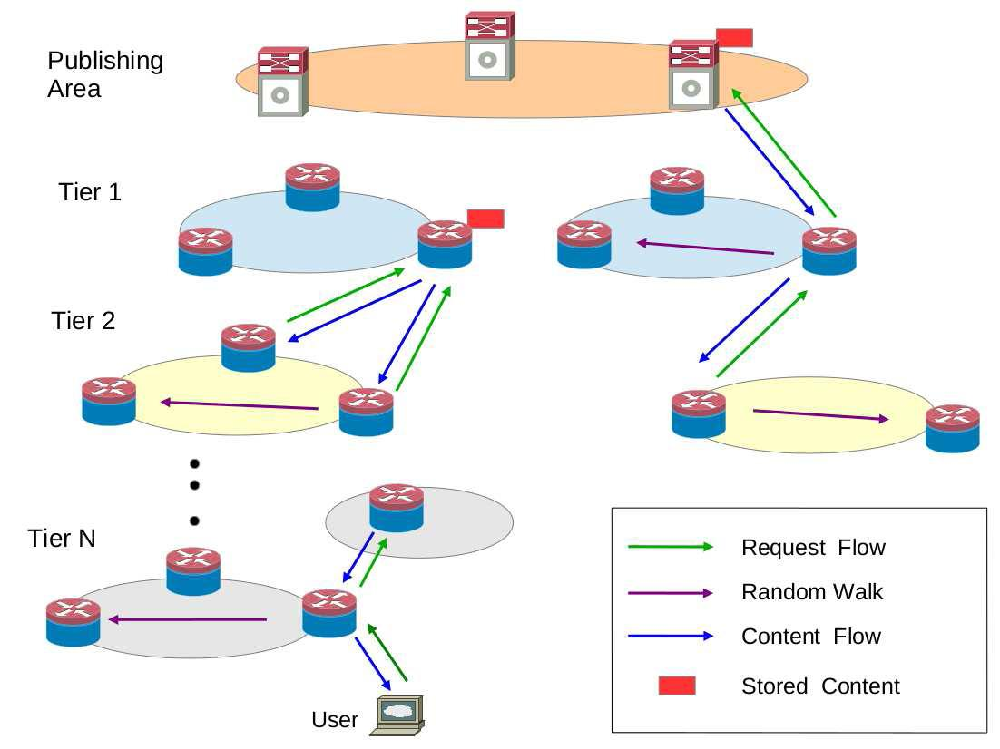 Publishing
Area
Tier 1
Tier 2
Tier N
User
Request Flow
Random Walk
Content Flow
Stored Content